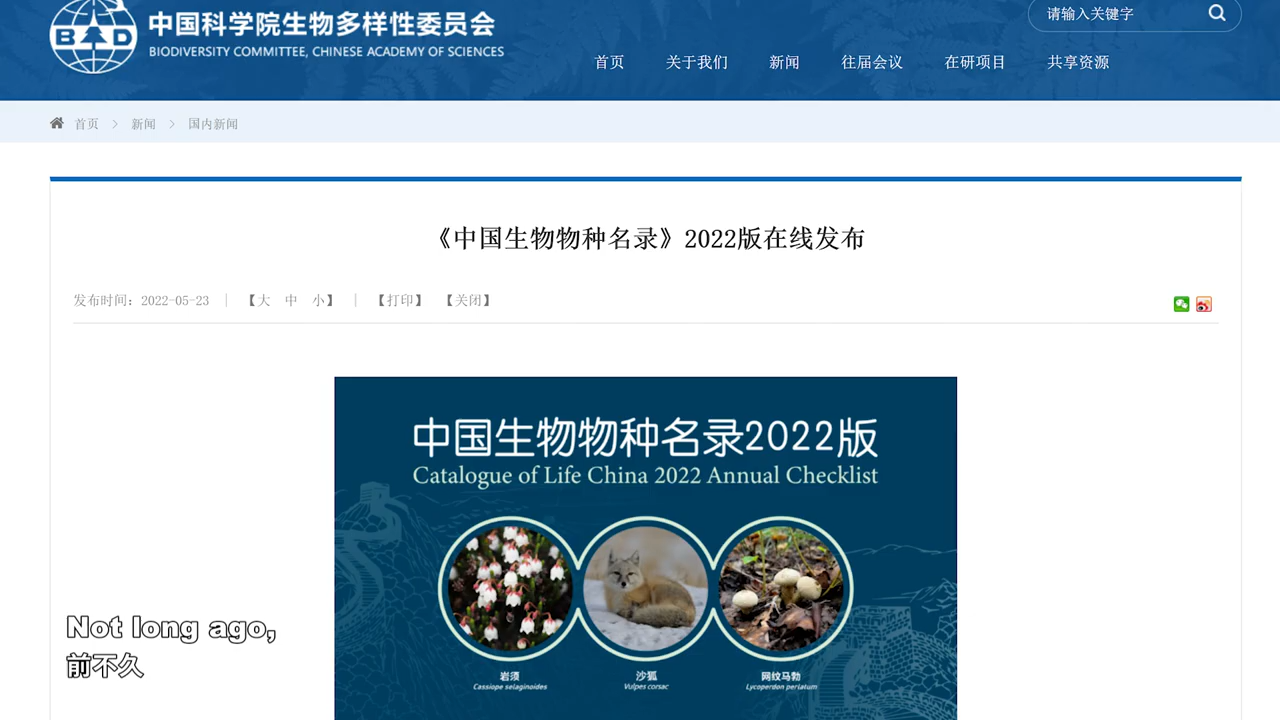 中国科学院生物多样性委员会
BIODIVERSITY COMMITTEE, CHINESE ACADEMY OF SCIENCES
请输入关键字
首页 关于我们 新闻 往届会议 在研项目 共享资源
首页 > 新闻 > 国内新闻
《中国生物物种名录》2022版在线发布
发布时间：2022-05-23 | 【大 中 小】 | 【打印】 【关闭】
中国生物物种名录2022版
Catalogue of Life China 2022 Annual Checklist
岩须 沙狐 网纹马勃
Cassiope selaginoides Vulpes corsac Lycoperdon perlatum
Not long ago,
前不久